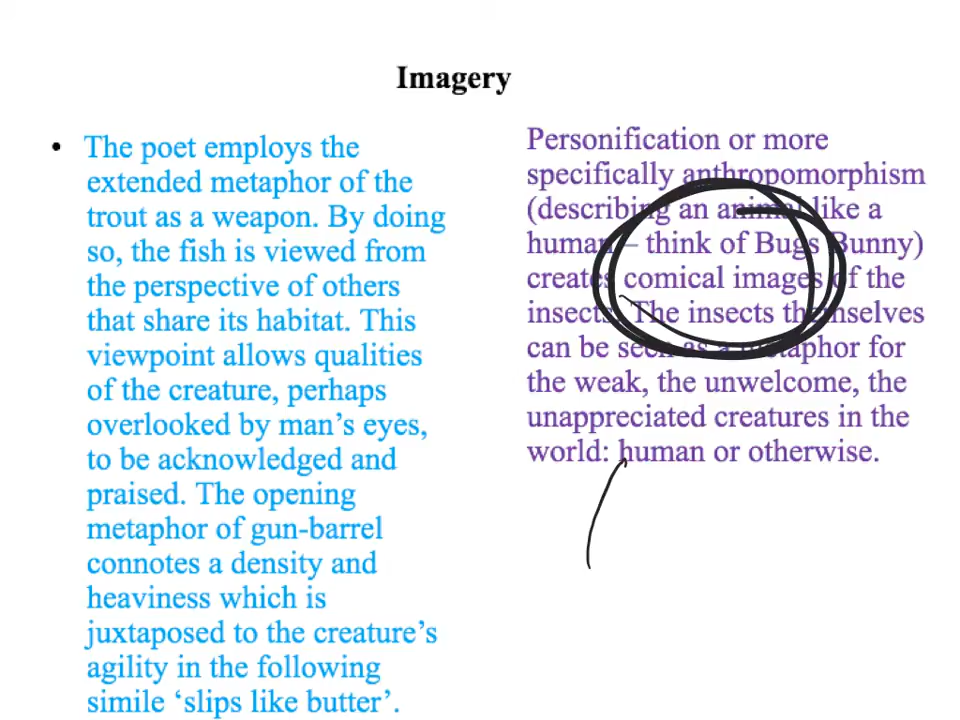 Imagery
• The poet employs the
extended metaphor of the
trout as a weapon. By doing
so, the fish is viewed from
the perspective of others
that share its habitat. This
viewpoint allows qualities
of the creature, perhaps
overlooked by man’s eyes,
to be acknowledged and
praised. The opening
metaphor of gun-barrel
connotes a density and
heaviness which is
juxtaposed to the creature’s
agility in the following
simile ‘slips like butter’.
Personification or more
specifically anthropomorphism
(describing an animal like a
human – think of Bugs Bunny)
creates comical images of the
insects. The insects themselves
can be seen as a metaphor for
the weak, the unwelcome, the
unappreciated creatures in the
world: human or otherwise.